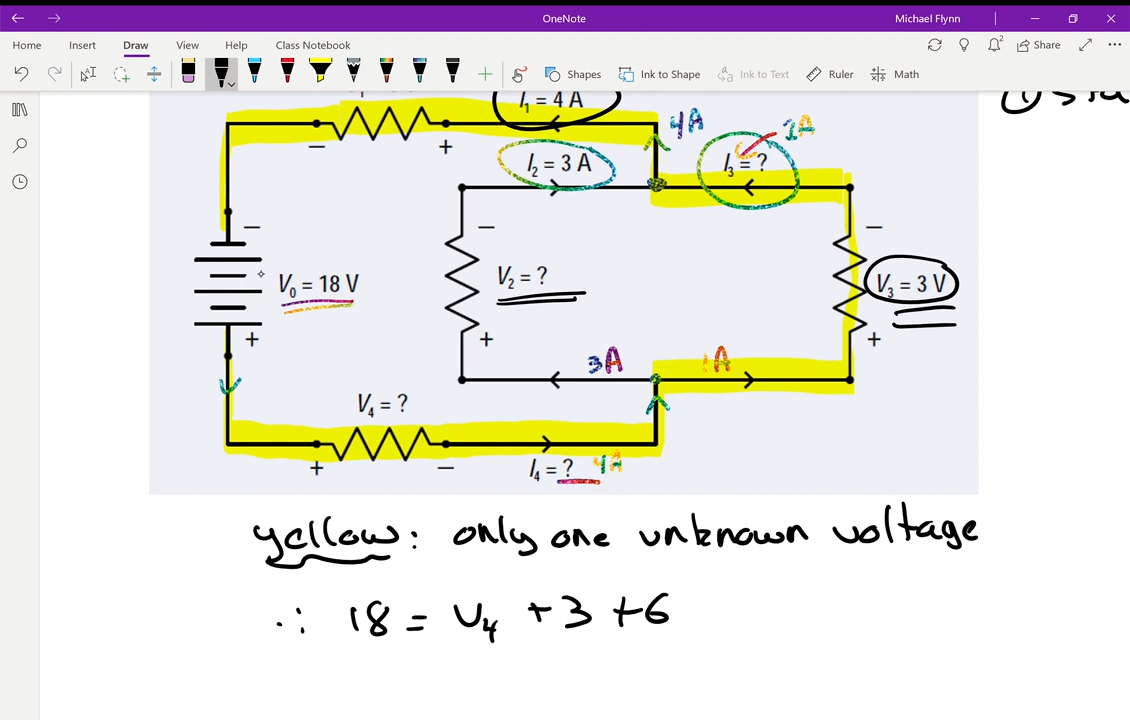 OneNote
Michael Flynn
Home Insert Draw View Help Class Notebook
2 Share
Shapes Ink to Shape Ink to Text Ruler Math
I₁ = 4 A
4A
I₂ = 3 A
I₃ = ?
1A
+
−
−
−
−
V₀ = 18 V
V₂ = ?
V₃ = 3 V
+
+
+
3A
1A
V₄ = ?
+
−
I₄ = ?
4A
yellow: only one unknown voltage
∴ 18 = V₄ + 3 + 6